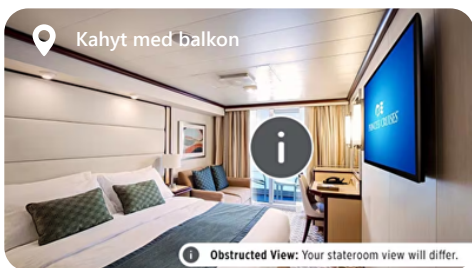 Kahyt med balkon
PRINCESS CRUISES
i
i Obstructed View: Your stateroom view will differ.